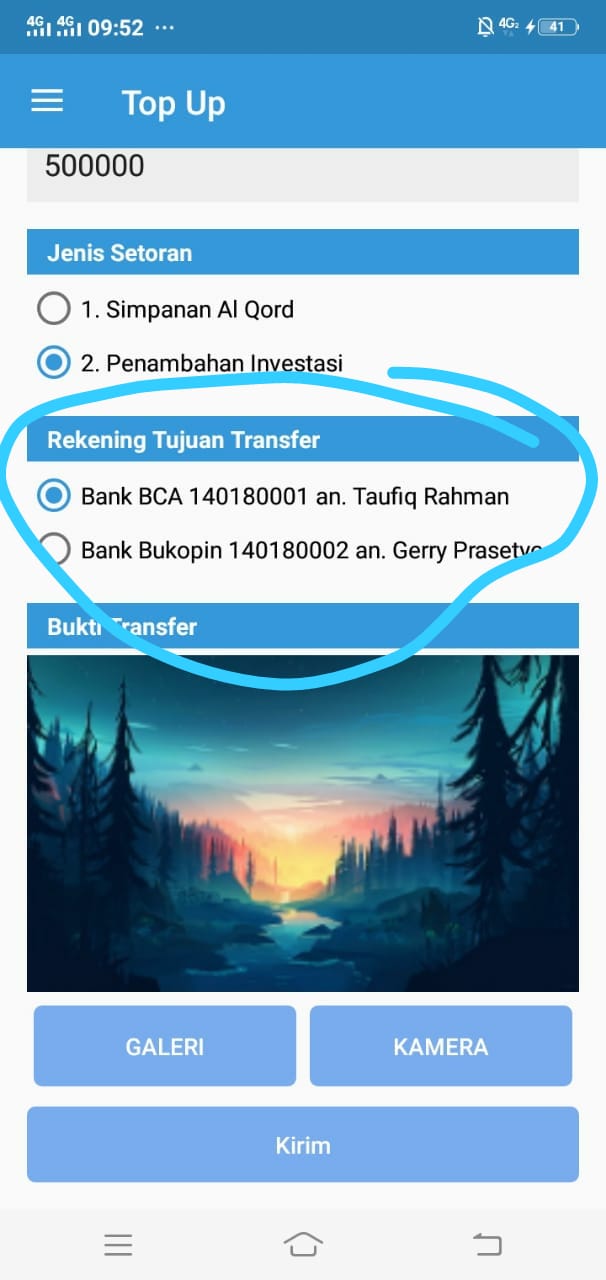 4G 4G 09:52 ... 4G2 41
Top Up
500000
Jenis Setoran
1. Simpanan Al Qord
2. Penambahan Investasi
Rekening Tujuan Transfer
Bank BCA 140180001 an. Taufiq Rahman
Bank Bukopin 140180002 an. Gerry Prasetyo
Bukti Transfer
GALERI KAMERA
Kirim